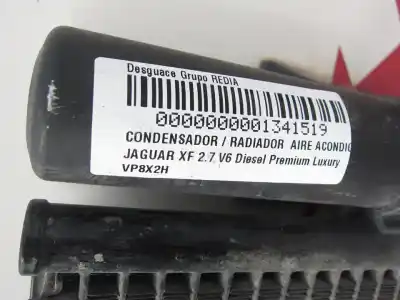 Desguace Grupo REDIA
0000000001341519
CONDENSADOR / RADIADOR AIRE ACONDIC
JAGUAR XF 2.7 V6 Diesel Premium Luxury
VP8X2H